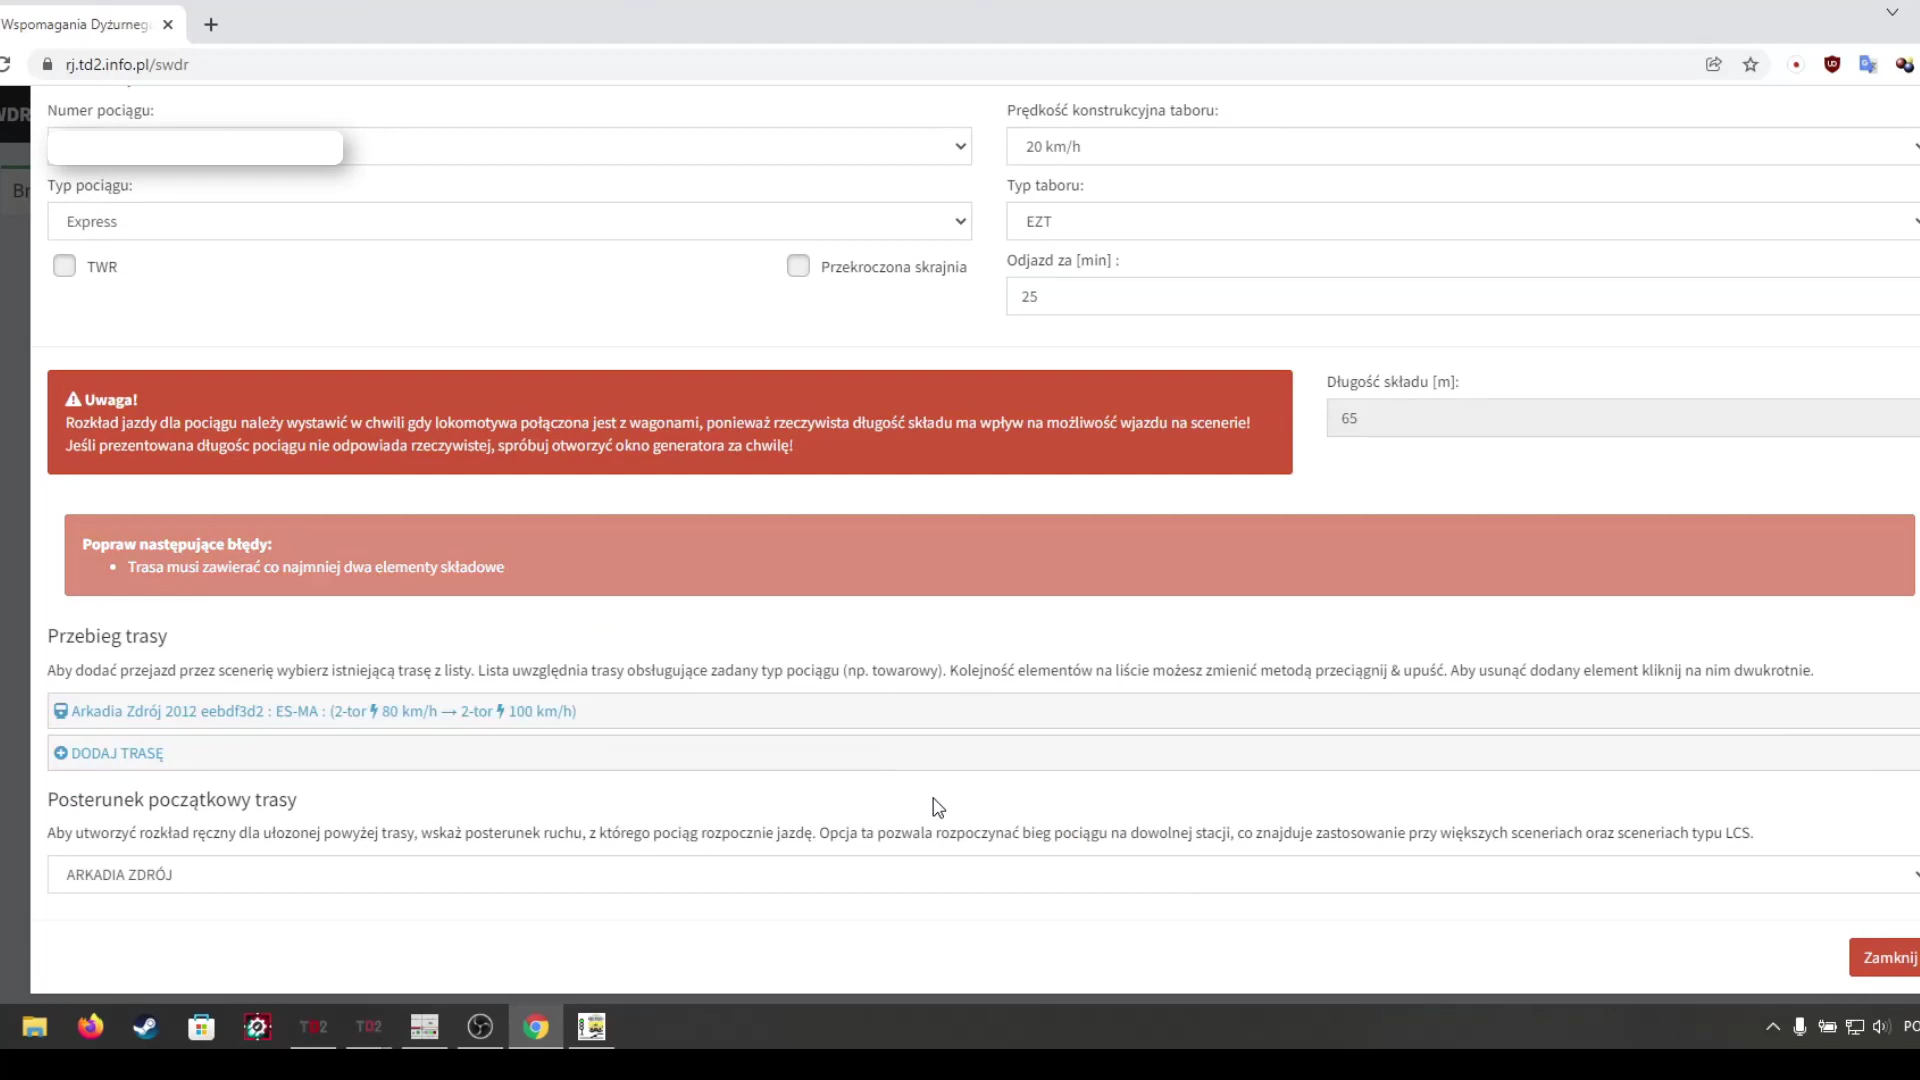 Wspomagania Dyżurneg
rj.td2.info.pl/swdr
Numer pociągu:
Prędkość konstrukcyjna taboru:
20 km/h
Typ pociągu:
Typ taboru:
Express
EZT
TWR
Przekroczona skrajnia
Odjazd za [min] :
25
Uwaga!
Rozkład jazdy dla pociągu należy wystawić w chwili gdy lokomotywa połączona jest z wagonami, ponieważ rzeczywista długość składu ma wpływ na możliwość wjazdu na scenerie!
Jeśli prezentowana długośc pociągu nie odpowiada rzeczywistej, spróbuj otworzyć okno generatora za chwilę!
Długość składu [m]:
65
Popraw następujące błędy:
• Trasa musi zawierać co najmniej dwa elementy składowe
Przebieg trasy
Aby dodać przejazd przez scenerię wybierz istniejącą trasę z listy. Lista uwzględnia trasy obsługujące zadany typ pociągu (np. towarowy). Kolejność elementów na liście możesz zmienić metodą przeciągnij & upuść. Aby usunąć dodany element kliknij na nim dwukrotnie.
Arkadia Zdrój 2012 eebdf3d2 : ES-MA : (2-tor 80 km/h → 2-tor 100 km/h)
DODAJ TRASĘ
Posterunek początkowy trasy
Aby utworzyć rozkład ręczny dla ułozonej powyżej trasy, wskaż posterunek ruchu, z którego pociąg rozpocznie jazdę. Opcja ta pozwala rozpoczynać bieg pociągu na dowolnej stacji, co znajduje zastosowanie przy większych sceneriach oraz sceneriach typu LCS.
ARKADIA ZDRÓJ
Zamknij